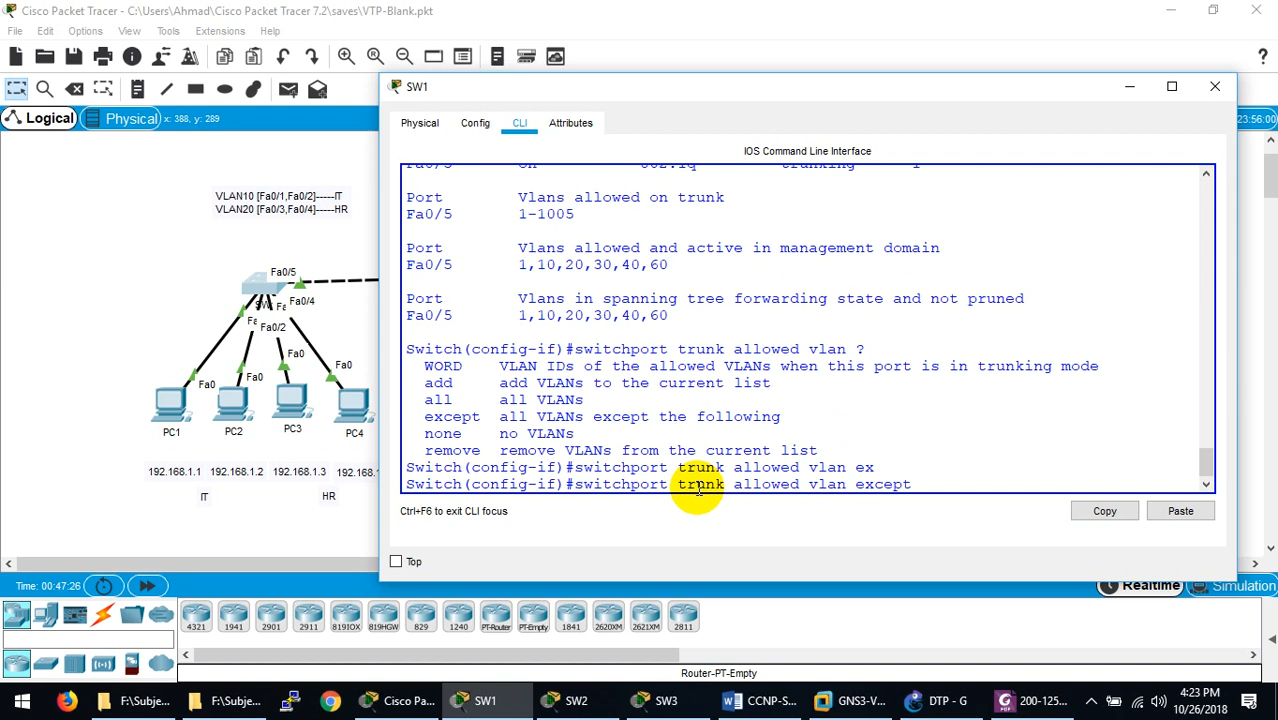 Cisco Packet Tracer - C:\Users\Ahmad\Cisco Packet Tracer 7.2\saves\VTP-Blank.pkt
File Edit Options View Tools Extensions Help
Logical Physical x: 388, y: 289
23:56:00
VLAN10 [Fa0/1,Fa0/2]-----IT
VLAN20 [Fa0/3,Fa0/4]-----HR
Fa0/5
Fa0/4
Fa0/2
Fa0
Fa0
Fa0
Fa0
PC1
PC2
PC3
PC4
192.168.1.1 192.168.1.2 192.168.1.3 192.168.1
IT
HR
SW1
Physical Config CLI Attributes
IOS Command Line Interface
Port Vlans allowed on trunk
Fa0/5 1-1005
Port Vlans allowed and active in management domain
Fa0/5 1,10,20,30,40,60
Port Vlans in spanning tree forwarding state and not pruned
Fa0/5 1,10,20,30,40,60
Switch(config-if)#switchport trunk allowed vlan ?
WORD VLAN IDs of the allowed VLANs when this port is in trunking mode
add add VLANs to the current list
all all VLANs
except all VLANs except the following
none no VLANs
remove remove VLANs from the current list
Switch(config-if)#switchport trunk allowed vlan ex
Switch(config-if)#switchport trunk allowed vlan except
Ctrl+F6 to exit CLI focus
Copy
Paste
Top
Time: 00:47:26
Realtime
Simulation
4321 1941 2901 2911 819IOX 819HGW 829 1240 PT-Router PT-Empty 1841 2620XM 2621XM 2811
Router-PT-Empty
F:\Subje... F:\Subje... Cisco Pa... SW1 SW2 SW3 CCNP-S... GNS3-V... DTP - G 200-125...
4:23 PM
10/26/2018